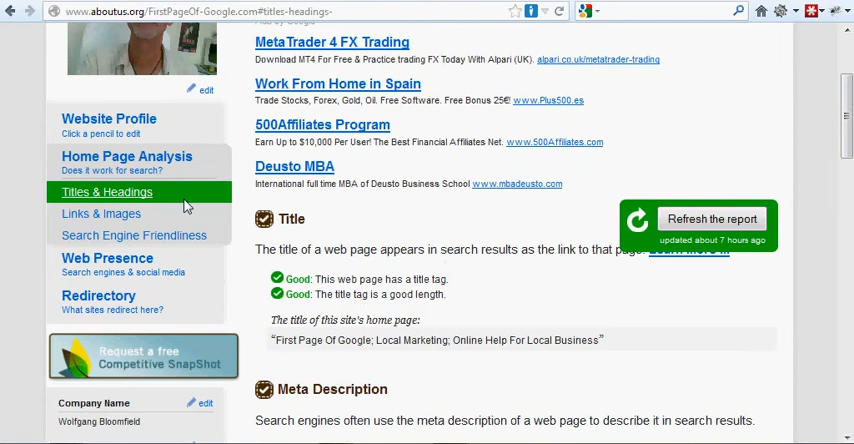 www.aboutus.org/FirstPageOf-Google.com#titles-headings-
edit
Website Profile
Click a pencil to edit
Home Page Analysis
Does it work for search?
Titles & Headings
Links & Images
Search Engine Friendliness
Web Presence
Search engines & social media
Redirectory
What sites redirect here?
Request a free
Competitive SnapShot
Company Name
edit
Wolfgang Bloomfield
MetaTrader 4 FX Trading
Download MT4 For Free & Practice trading FX Today With Alpari (UK). alpari.co.uk/metatrader-trading
Work From Home in Spain
Trade Stocks, Forex, Gold, Oil. Free Software. Free Bonus 25€! www.Plus500.es
500Affiliates Program
Earn Up to $10,000 Per User! The Best Financial Affiliates Net. www.500Affiliates.com
Deusto MBA
International full time MBA of Deusto Business School www.mbadeusto.com
Title
Refresh the report
updated about 7 hours ago
The title of a web page appears in search results as the link to that page.
Good: This web page has a title tag.
Good: The title tag is a good length.
The title of this site's home page:
“First Page Of Google; Local Marketing; Online Help For Local Business”
Meta Description
Search engines often use the meta description of a web page to describe it in search results.